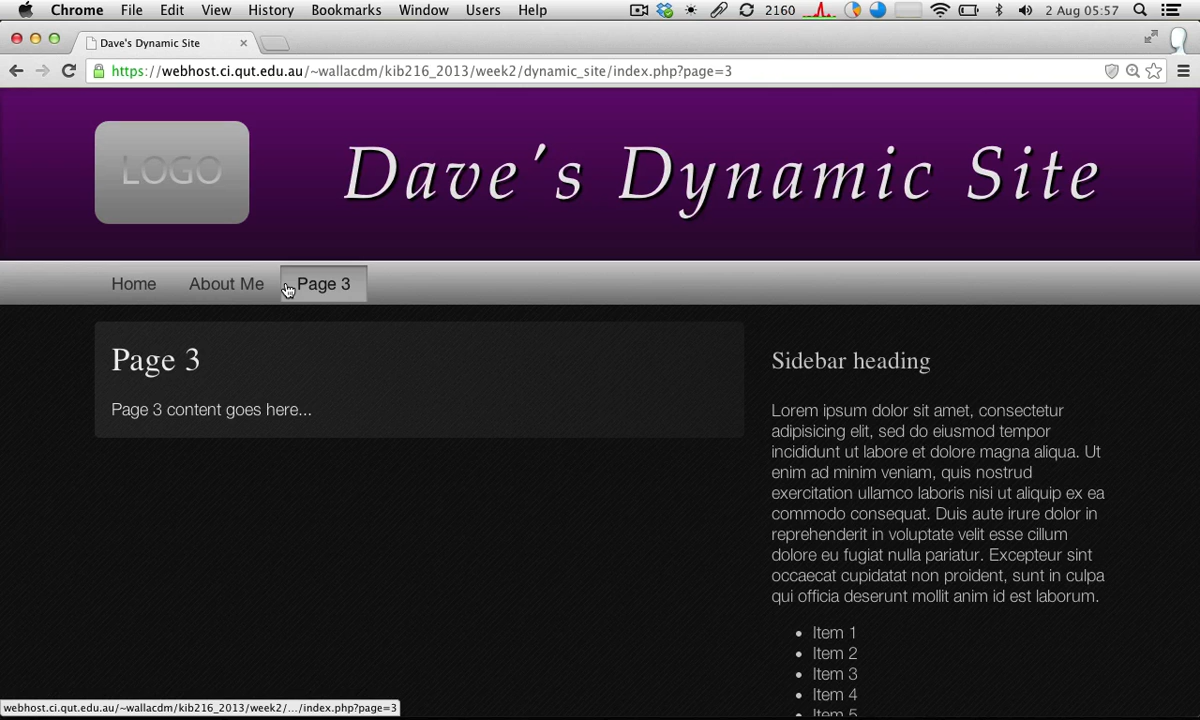 Chrome File Edit View History Bookmarks Window Users Help 2160 2 Aug 05:57
Dave's Dynamic Site
https://webhost.ci.qut.edu.au/~wallacdm/kib216_2013/week2/dynamic_site/index.php?page=3
LOGO
Dave's Dynamic Site
Home About Me Page 3
Page 3
Page 3 content goes here...
Sidebar heading
Lorem ipsum dolor sit amet, consectetur
adipisicing elit, sed do eiusmod tempor
incididunt ut labore et dolore magna aliqua. Ut
enim ad minim veniam, quis nostrud
exercitation ullamco laboris nisi ut aliquip ex ea
commodo consequat. Duis aute irure dolor in
reprehenderit in voluptate velit esse cillum
dolore eu fugiat nulla pariatur. Excepteur sint
occaecat cupidatat non proident, sunt in culpa
qui officia deserunt mollit anim id est laborum.
Item 1
Item 2
Item 3
Item 4
Item 5
webhost.ci.qut.edu.au/~wallacdm/kib216_2013/week2/.../index.php?page=3